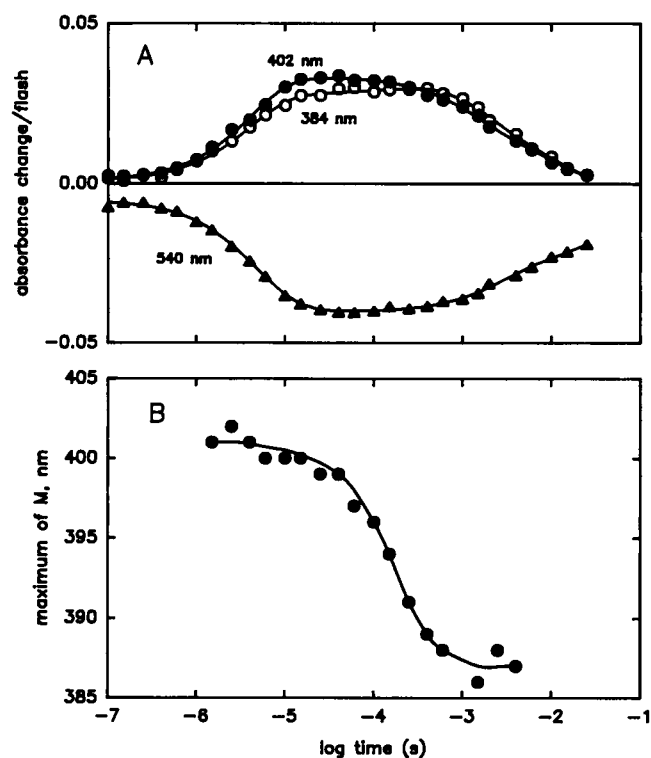 0.05
A
402 nm
384 nm
absorbance change/flash
0.00
540 nm
-0.05
405
B
400
maximum of M, nm
395
390
385
-7 -6 -5 -4 -3 -2 -1
log time (s)